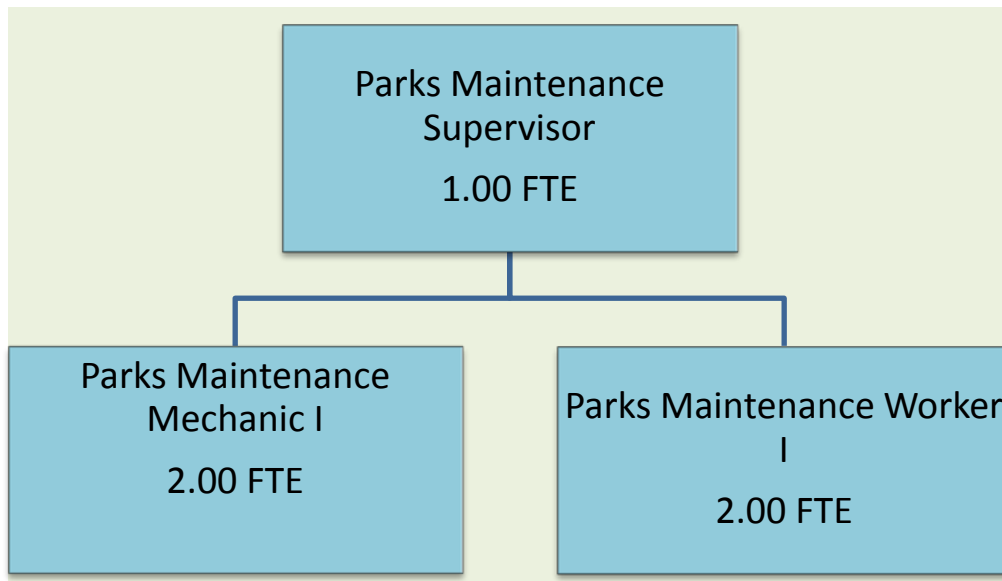 Parks Maintenance
Supervisor
1.00 FTE
Parks Maintenance
Mechanic I
2.00 FTE
Parks Maintenance Worker
I
2.00 FTE